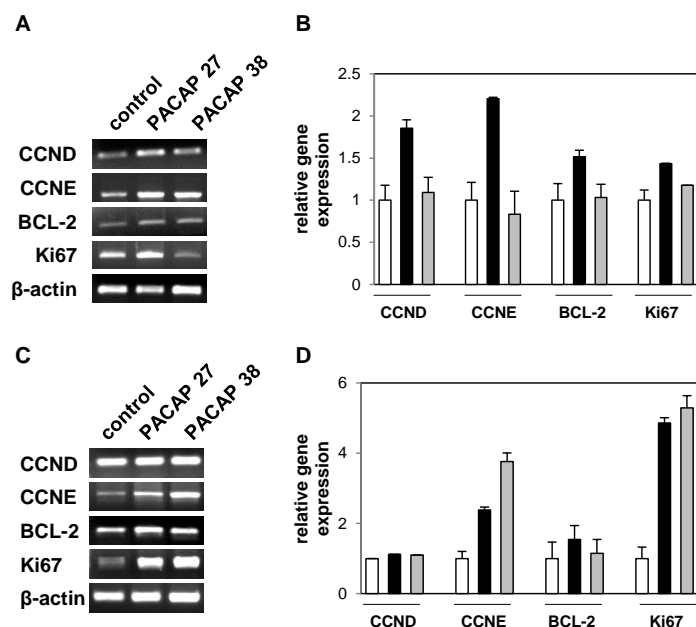 A
control PACAP 27 PACAP 38
CCND
CCNE
BCL-2
Ki67
β-actin
B
relative gene
expression
2.5
2
1.5
1
0.5
0
CCND CCNE BCL-2 Ki67
C
control PACAP 27 PACAP 38
CCND
CCNE
BCL-2
Ki67
β-actin
D
relative gene
expression
6
4
2
0
CCND CCNE BCL-2 Ki67